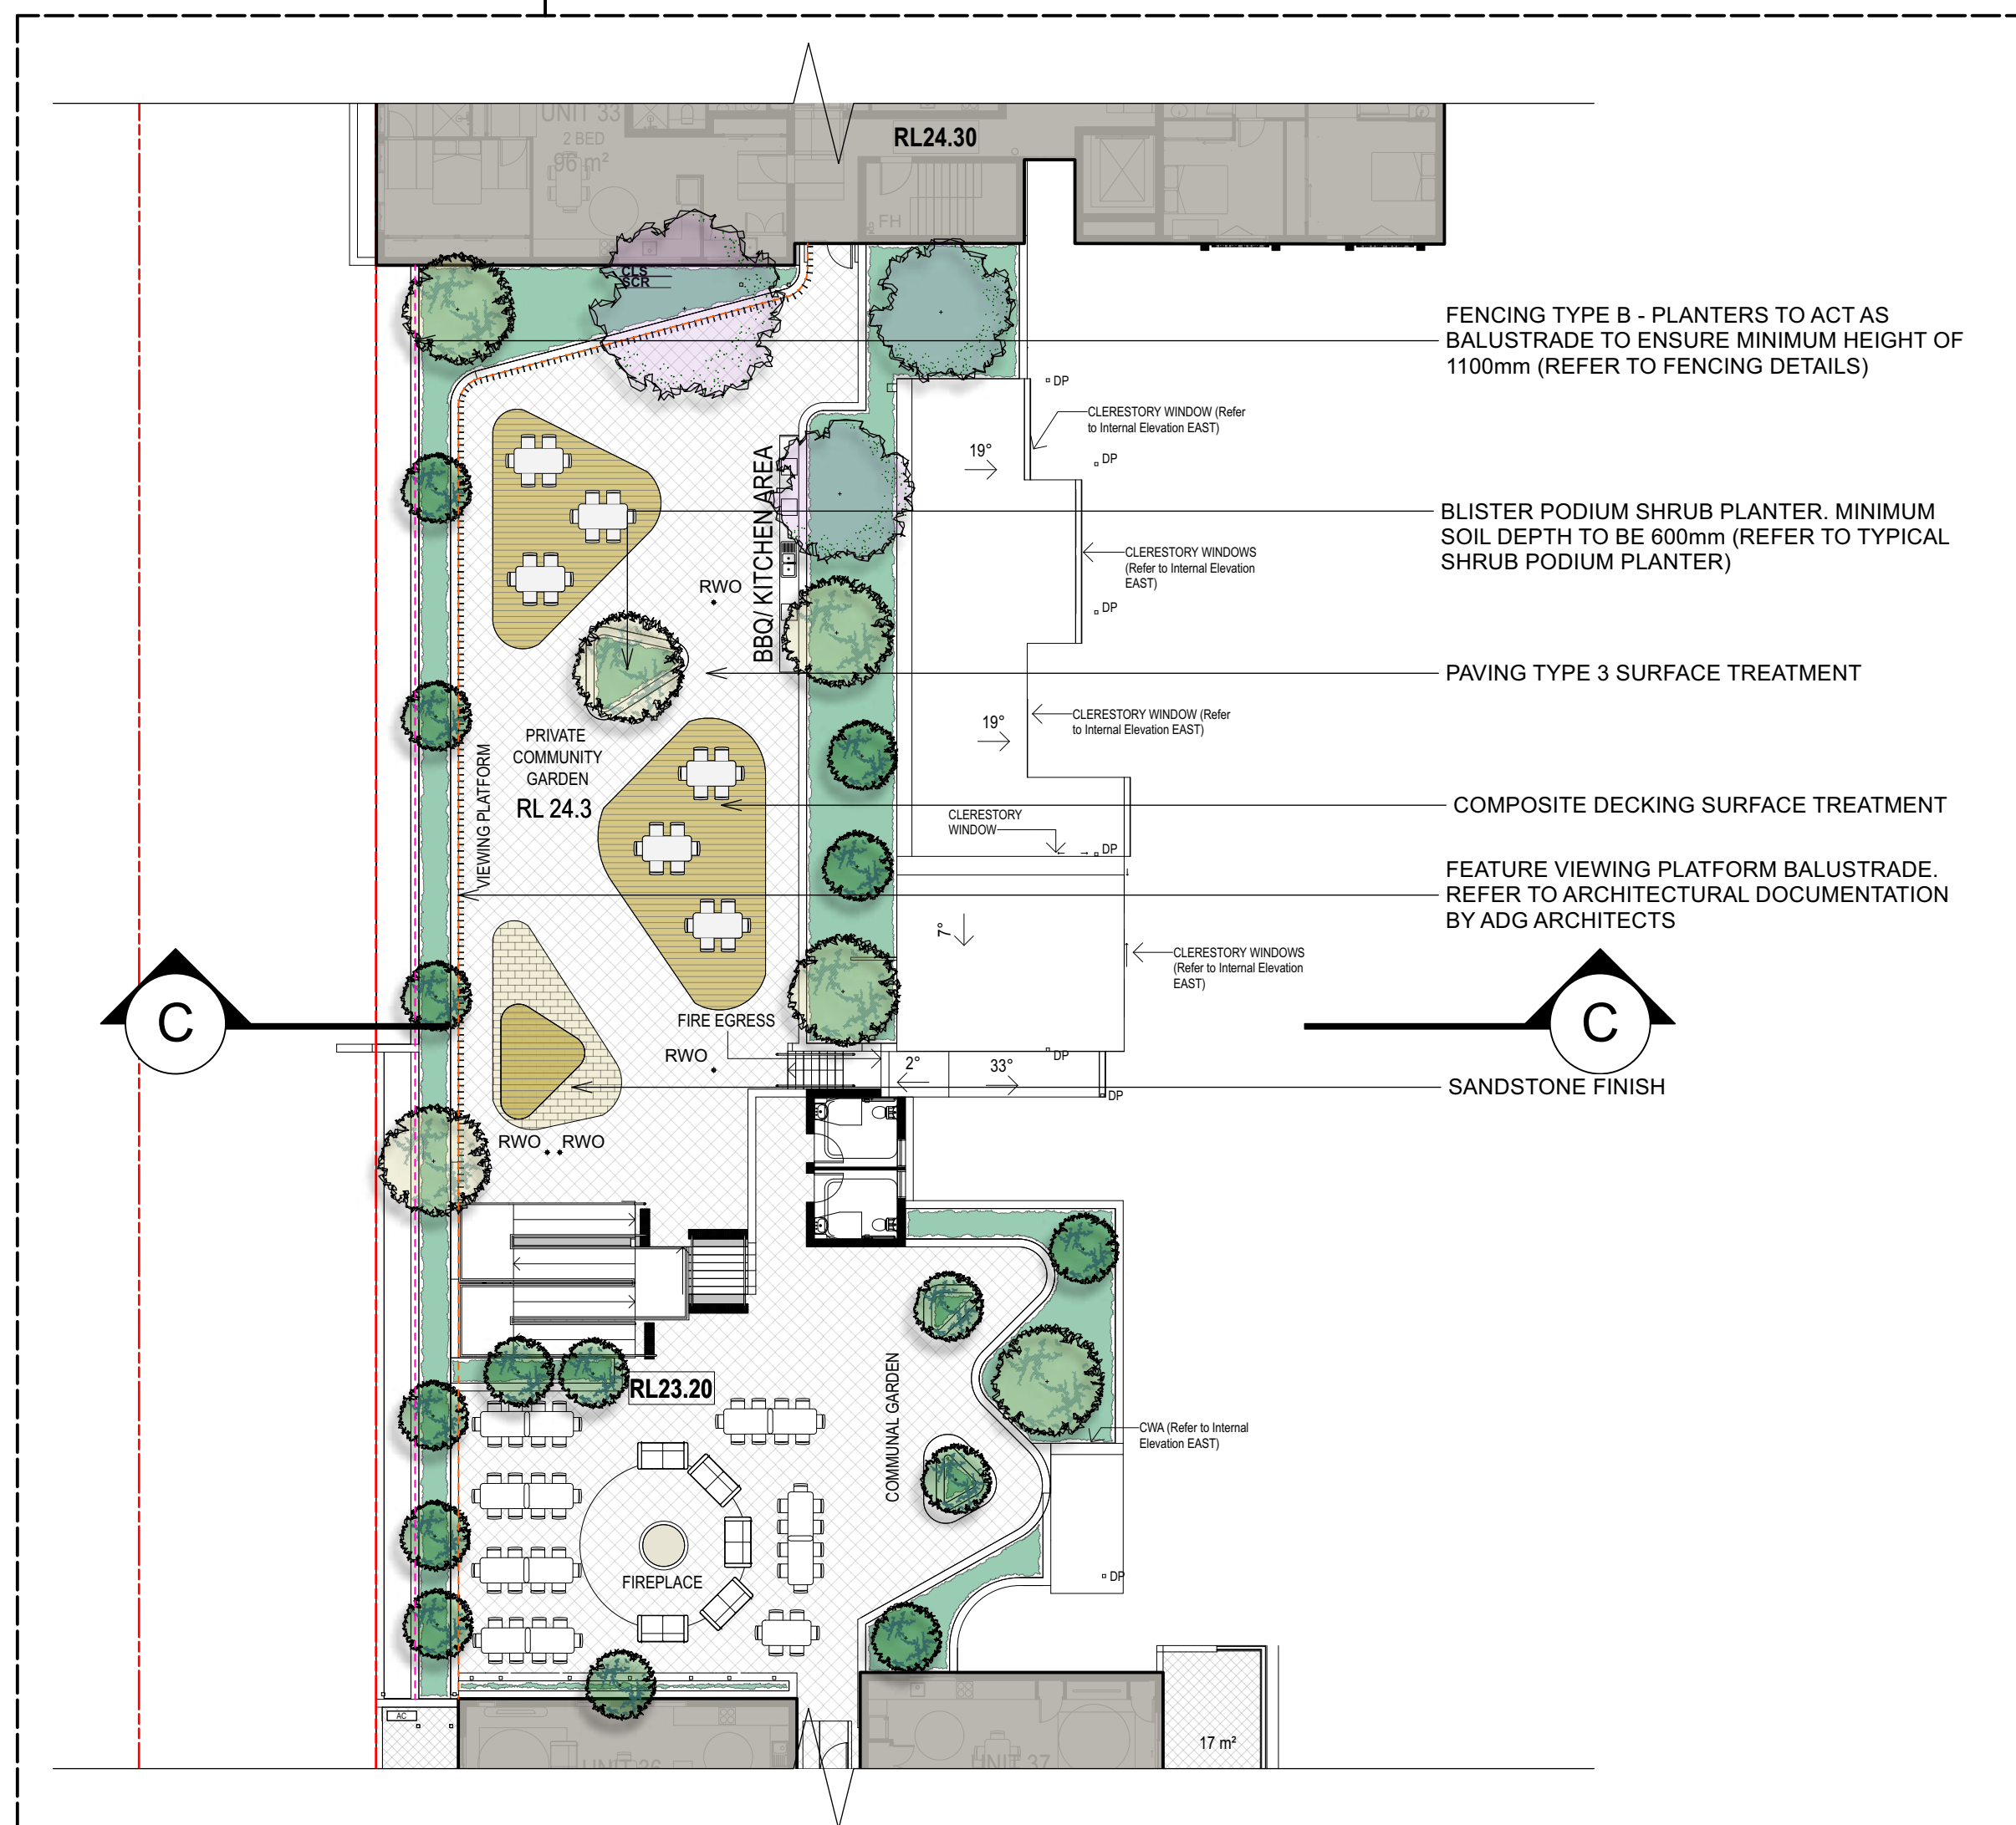 UNIT 33
2 BED
96 m²
RL24.30
FH
CLS
SCR
FENCING TYPE B - PLANTERS TO ACT AS
BALUSTRADE TO ENSURE MINIMUM HEIGHT OF
1100mm (REFER TO FENCING DETAILS)
DP
CLERESTORY WINDOW (Refer
to Internal Elevation EAST)
19°
DP
BBQ/ KITCHEN AREA
BLISTER PODIUM SHRUB PLANTER. MINIMUM
SOIL DEPTH TO BE 600mm (REFER TO TYPICAL
SHRUB PODIUM PLANTER)
CLERESTORY WINDOWS
(Refer to Internal Elevation
EAST)
RWO
DP
PAVING TYPE 3 SURFACE TREATMENT
CLERESTORY WINDOW (Refer
to Internal Elevation EAST)
19°
PRIVATE
COMMUNITY
GARDEN
RL 24.3
VIEWING PLATFORM
COMPOSITE DECKING SURFACE TREATMENT
CLERESTORY
WINDOW
DP
FEATURE VIEWING PLATFORM BALUSTRADE.
REFER TO ARCHITECTURAL DOCUMENTATION
BY ADG ARCHITECTS
7°
CLERESTORY WINDOWS
(Refer to Internal Elevation
EAST)
C
C
FIRE EGRESS
RWO
DP
2°
33°
DP
SANDSTONE FINISH
RWO
RWO
RL23.20
COMMUNAL GARDEN
CWA (Refer to Internal
Elevation EAST)
FIREPLACE
DP
AC
17 m²
UNIT 36
UNIT 37